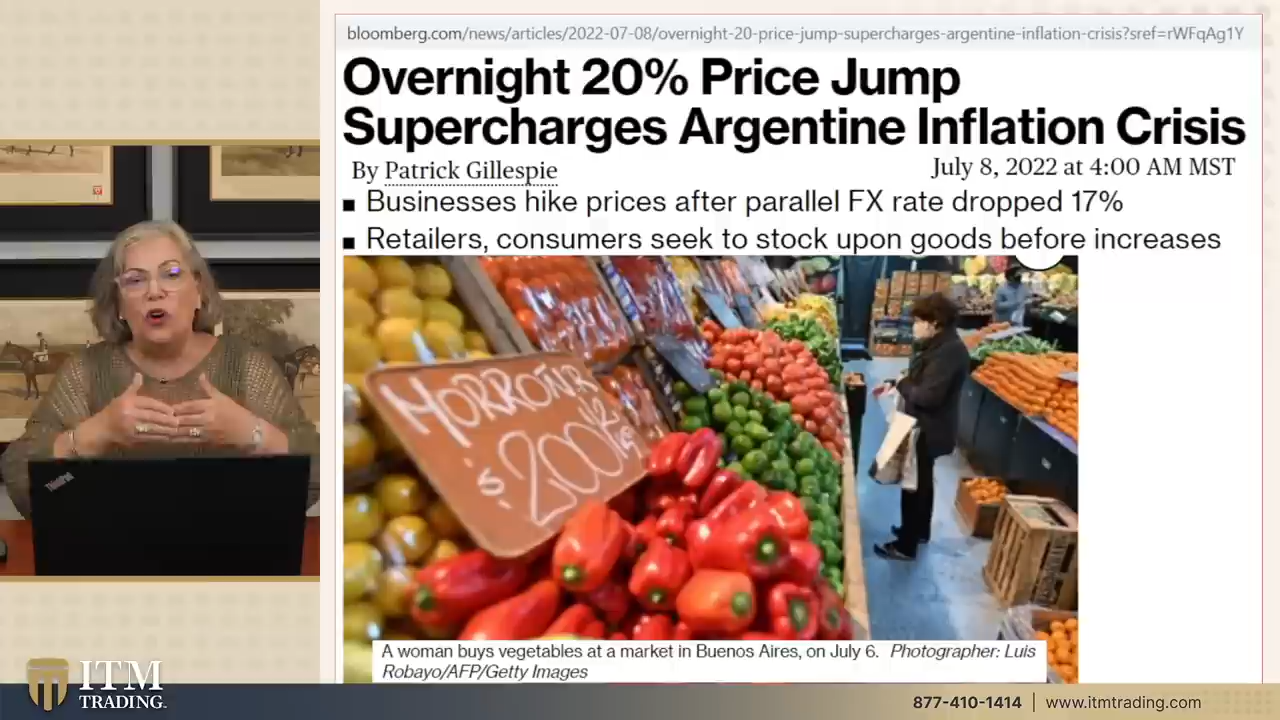 bloomberg.com/news/articles/2022-07-08/overnight-20-price-jump-supercharges-argentine-inflation-crisis?sref=rWFqAg1Y
Overnight 20% Price Jump
Supercharges Argentine Inflation Crisis
By Patrick Gillespie
July 8, 2022 at 4:00 AM MST
■ Businesses hike prices after parallel FX rate dropped 17%
■ Retailers, consumers seek to stock upon goods before increases
$200
A woman buys vegetables at a market in Buenos Aires, on July 6. Photographer: Luis
Robayo/AFP/Getty Images
ThinkPad
ITM
TRADING
877-410-1414 | www.itmtrading.com